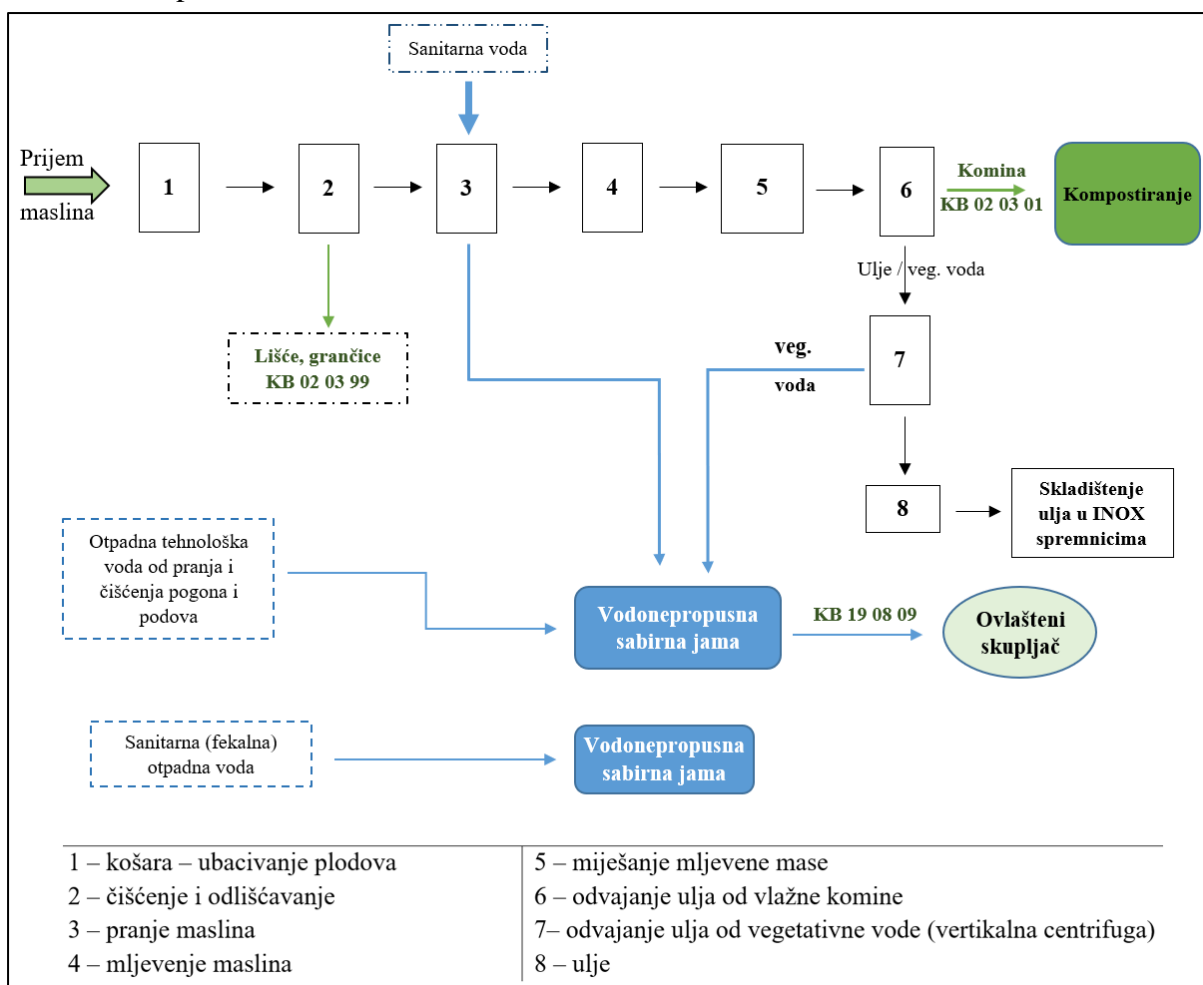 Sanitarna voda
Prijem
maslina
1
2
3
4
5
6
Komina
KB 02 03 01
Kompostiranje
Ulje / veg. voda
Lišće, grančice
KB 02 03 99
veg.
voda
7
8
Skladištenje
ulja u INOX
spremnicima
Otpadna tehnološka
voda od pranja i
čišćenja pogona i
podova
Vodonepropusna
sabirna jama
KB 19 08 09
Ovlašteni
skupljač
Sanitarna (fekalna)
otpadna voda
Vodonepropusna
sabirna jama
1 – košara – ubacivanje plodova
2 – čišćenje i odlišćavanje
3 – pranje maslina
4 – mljevenje maslina
5 – miješanje mljevene mase
6 – odvajanje ulja od vlažne komine
7– odvajanje ulja od vegetativne vode (vertikalna centrifuga)
8 – ulje